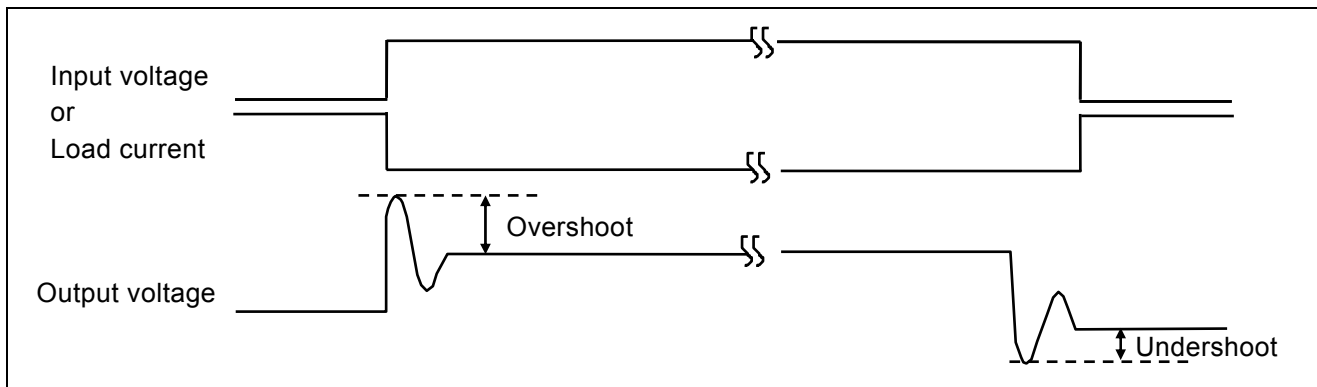 Input voltage
or
Load current
Overshoot
Output voltage
Undershoot